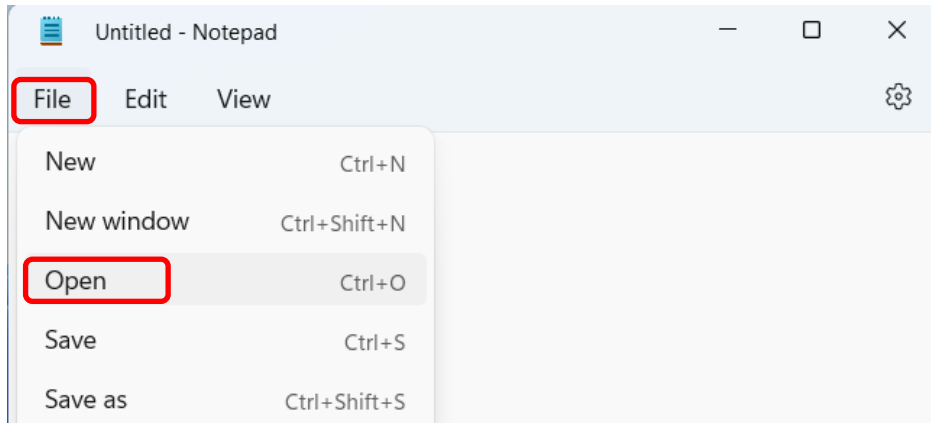 Untitled - Notepad
File Edit View
New Ctrl+N
New window Ctrl+Shift+N
Open Ctrl+O
Save Ctrl+S
Save as Ctrl+Shift+S